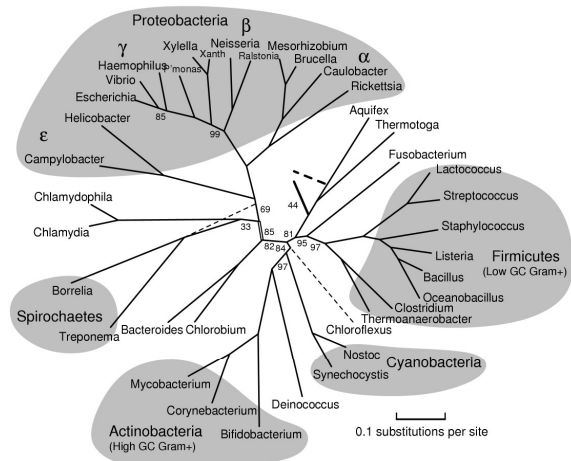 Proteobacteria
β
γ
Xylella
Neisseria
Xanth
Ralstonia
Mesorhizobium
Brucella
α
Haemophilus
P'monas
Caulobacter
Vibrio
Rickettsia
Escherichia
85
99
Helicobacter
ε
Campylobacter
Aquifex
Thermotoga
Fusobacterium
Lactococcus
Streptococcus
Staphylococcus
Listeria
Firmicutes
(Low GC Gram+)
Bacillus
Oceanobacillus
Clostridium
Thermoanaerobacter
Chloroflexus
44
69
Chlamydophila
33
85
81
95
97
Chlamydia
82
84
97
Borrelia
Spirochaetes
Treponema
Bacteroides
Chlorobium
Nostoc
Cyanobacteria
Synechocystis
Mycobacterium
Corynebacterium
Deinococcus
Actinobacteria
(High GC Gram+)
Bifidobacterium
0.1 substitutions per site